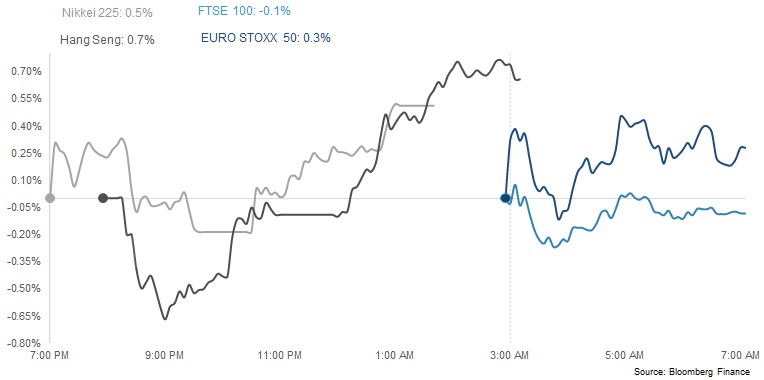 Nikkei 225: 0.5%
FTSE 100: -0.1%
Hang Seng: 0.7%
EURO STOXX 50: 0.3%
0.70%
0.55%
0.40%
0.25%
0.10%
-0.05%
-0.20%
-0.35%
-0.50%
-0.65%
-0.80%
7:00 PM
9:00 PM
11:00 PM
1:00 AM
3:00 AM
5:00 AM
7:00 AM
Source: Bloomberg Finance